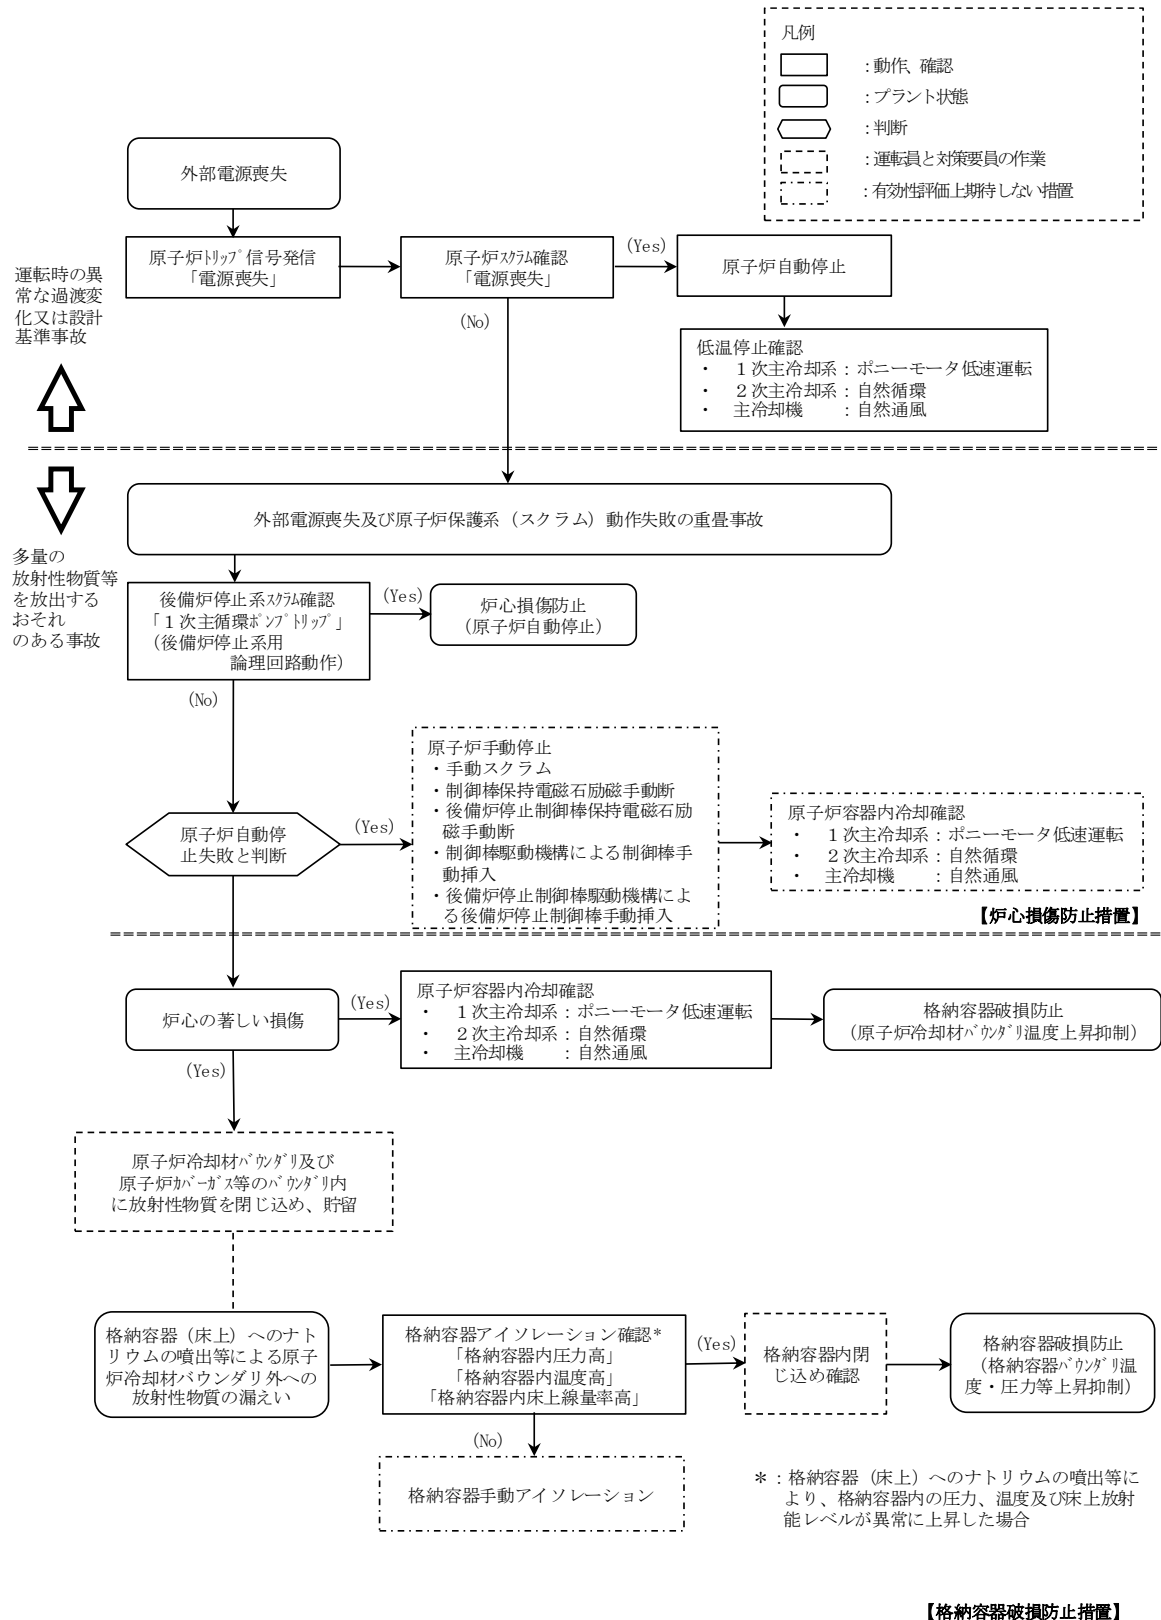 凡例
：動作、確認
：プラント状態
：判断
：運転員と対策要員の作業
：有効性評価上期待しない措置
外部電源喪失
原子炉ﾄﾘｯﾌﾟ信号発信
「電源喪失」
原子炉ｽｸﾗﾑ確認
「電源喪失」
(Yes)
原子炉自動停止
(No)
運転時の異
常な過渡変
化又は設計
基準事故
低温停止確認
・　１次主冷却系：ポニーモータ低速運転
・　２次主冷却系：自然循環
・　主冷却機　　：自然通風
外部電源喪失及び原子炉保護系（スクラム）動作失敗の重畳事故
多量の
放射性物質等
を放出する
おそれ
のある事故
後備炉停止系ｽｸﾗﾑ確認
「１次主循環ﾎﾟﾝﾌﾟﾄﾘｯﾌﾟ」
（後備炉停止系用
論理回路動作）
(Yes)
炉心損傷防止
（原子炉自動停止）
(No)
原子炉自動停
止失敗と判断
(Yes)
原子炉手動停止
・手動スクラム
・制御棒保持電磁石励磁手動断
・後備炉停止制御棒保持電磁石励
磁手動断
・制御棒駆動機構による制御棒手
動挿入
・後備炉停止制御棒駆動機構によ
る後備炉停止制御棒手動挿入
原子炉容器内冷却確認
・　１次主冷却系：ポニーモータ低速運転
・　２次主冷却系：自然循環
・　主冷却機　　：自然通風
【炉心損傷防止措置】
炉心の著しい損傷
(Yes)
原子炉容器内冷却確認
・　１次主冷却系：ポニーモータ低速運転
・　２次主冷却系：自然循環
・　主冷却機　　：自然通風
格納容器破損防止
（原子炉冷却材ﾊﾞｳﾝﾀﾞﾘ温度上昇抑制）
(Yes)
原子炉冷却材ﾊﾞｳﾝﾀﾞﾘ及び
原子炉ｶﾊﾞｰｶﾞｽ等のﾊﾞｳﾝﾀﾞﾘ内
に放射性物質を閉じ込め、貯留
格納容器（床上）へのナト
リウムの噴出等による原子
炉冷却材バウンダリ外への
放射性物質の漏えい
格納容器アイソレーション確認*
「格納容器内圧力高」
「格納容器内温度高」
「格納容器内床上線量率高」
(Yes)
格納容器内閉
じ込め確認
格納容器破損防止
（格納容器ﾊﾞｳﾝﾀﾞﾘ温
度・圧力等上昇抑制）
(No)
格納容器手動アイソレーション
＊：格納容器（床上）へのナトリウムの噴出等に
より、格納容器内の圧力、温度及び床上放射
能レベルが異常に上昇した場合
【格納容器破損防止措置】